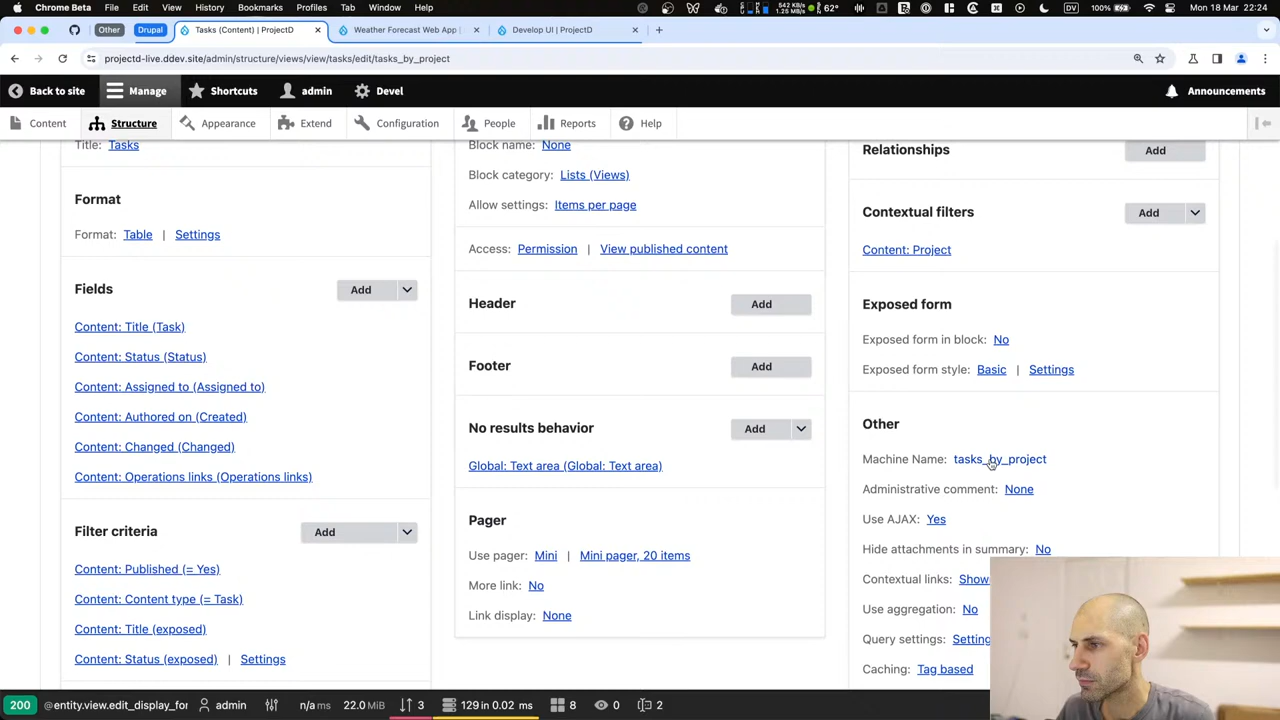 Chrome Beta File Edit View History Bookmarks Profiles Tab Window Help 542 KB/s 1.25 MB/s 62° DV 100% Mon 18 Mar 22:24
Other Drupal Tasks (Content) | ProjectD Weather Forecast Web App | Develop UI | ProjectD
projectd-live.ddev.site/admin/structure/views/view/tasks/edit/tasks_by_project
Back to site Manage Shortcuts admin Devel Announcements
Content Structure Appearance Extend Configuration People Reports Help
Title: Tasks
Format
Format: Table | Settings
Fields Add
Content: Title (Task)
Content: Status (Status)
Content: Assigned to (Assigned to)
Content: Authored on (Created)
Content: Changed (Changed)
Content: Operations links (Operations links)
Filter criteria Add
Content: Published (= Yes)
Content: Content type (= Task)
Content: Title (exposed)
Content: Status (exposed) | Settings
Block name: None
Block category: Lists (Views)
Allow settings: Items per page
Access: Permission | View published content
Header Add
Footer Add
No results behavior Add
Global: Text area (Global: Text area)
Pager
Use pager: Mini | Mini pager, 20 items
More link: No
Link display: None
Relationships Add
Contextual filters Add
Content: Project
Exposed form
Exposed form in block: No
Exposed form style: Basic | Settings
Other
Machine Name: tasks_by_project
Administrative comment: None
Use AJAX: Yes
Hide attachments in summary: No
Contextual links: Show
Use aggregation: No
Query settings: Setting
Caching: Tag based
200 @entity.view.edit_display_for admin n/a ms 22.0 MiB 3 129 in 0.02 ms 8 0 2